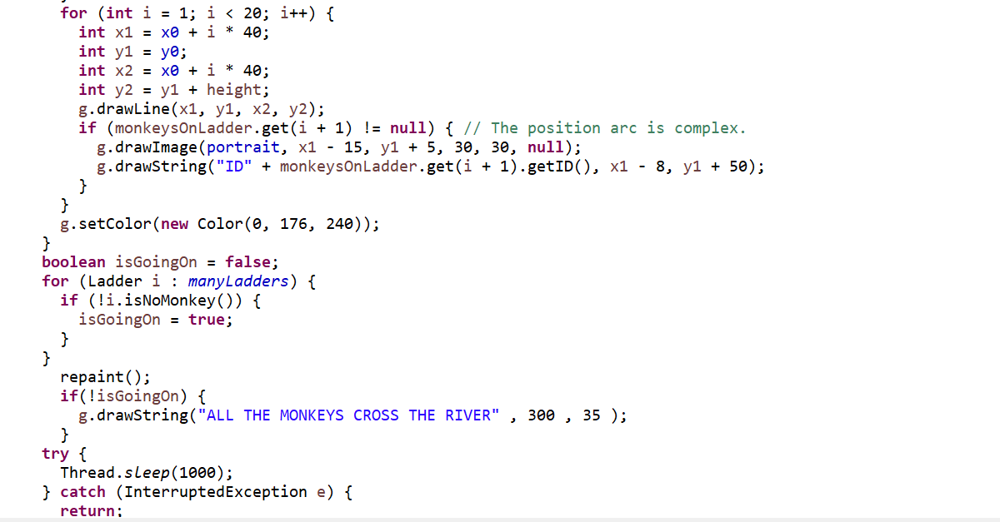 for (int i = 1; i < 20; i++) {
int x1 = x0 + i * 40;
int y1 = y0;
int x2 = x0 + i * 40;
int y2 = y1 + height;
g.drawLine(x1, y1, x2, y2);
if (monkeysOnLadder.get(i + 1) != null) { // The position arc is complex.
g.drawImage(portrait, x1 - 15, y1 + 5, 30, 30, null);
g.drawString("ID" + monkeysOnLadder.get(i + 1).getID(), x1 - 8, y1 + 50);
}
}
g.setColor(new Color(0, 176, 240));
}
boolean isGoingOn = false;
for (Ladder i : manyLadders) {
if (!i.isNoMonkey()) {
isGoingOn = true;
}
}
repaint();
if(!isGoingOn) {
g.drawString("ALL THE MONKEYS CROSS THE RIVER" , 300 , 35 );
}
try {
Thread.sleep(1000);
} catch (InterruptedException e) {
return;